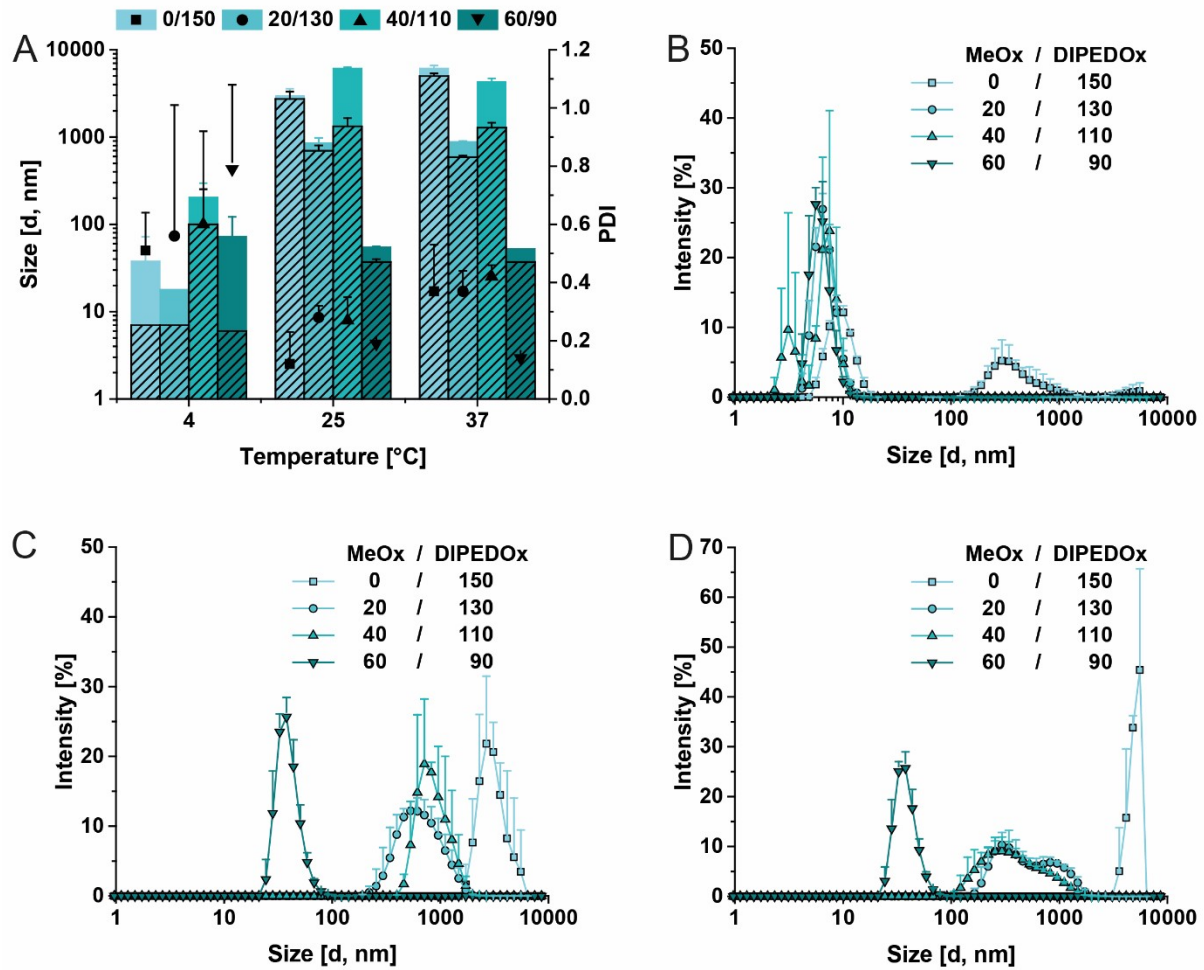 0/150 20/130 40/110 60/90
A
10000
1000
100
10
1
Size [d, nm]
1.2
1.0
0.8
0.6
0.4
0.2
0.0
PDI
4 25 37
Temperature [°C]
B
MeOx / DIPEDOx
0 / 150
20 / 130
40 / 110
60 / 90
50
40
30
20
10
0
Intensity [%]
1 10 100 1000 10000
Size [d, nm]
C
MeOx / DIPEDOx
0 / 150
20 / 130
40 / 110
60 / 90
50
40
30
20
10
0
Intensity [%]
1 10 100 1000 10000
Size [d, nm]
D
MeOx / DIPEDOx
0 / 150
20 / 130
40 / 110
60 / 90
70
60
50
40
30
20
10
0
Intensity [%]
1 10 100 1000 10000
Size [d, nm]